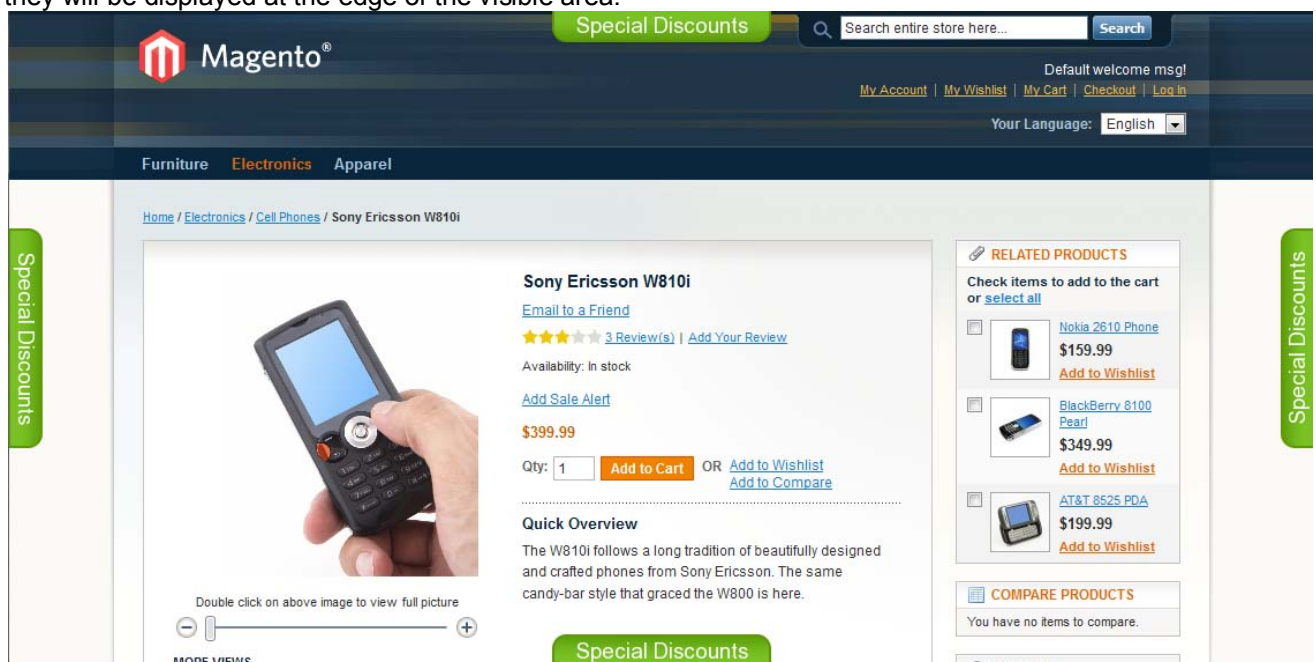 they will be displayed at the edge of the visible area.
Special Discounts
Search entire store here...
Search
Magento®
Default welcome msg!
My Account | My Wishlist | My Cart | Checkout | Log In
Your Language: English
Furniture Electronics Apparel
Home / Electronics / Cell Phones / Sony Ericsson W810i
Special Discounts
Sony Ericsson W810i
Email to a Friend
3 Review(s) | Add Your Review
Availability: In stock
Add Sale Alert
$399.99
Qty: 1 Add to Cart OR Add to Wishlist
Add to Compare
Quick Overview
The W810i follows a long tradition of beautifully designed
and crafted phones from Sony Ericsson. The same
candy-bar style that graced the W800 is here.
Double click on above image to view full picture
MORE VIEWS
Special Discounts
RELATED PRODUCTS
Check items to add to the cart
or select all
Nokia 2610 Phone
$159.99
Add to Wishlist
BlackBerry 8100
Pearl
$349.99
Add to Wishlist
AT&T 8525 PDA
$199.99
Add to Wishlist
COMPARE PRODUCTS
You have no items to compare.
Special Discounts